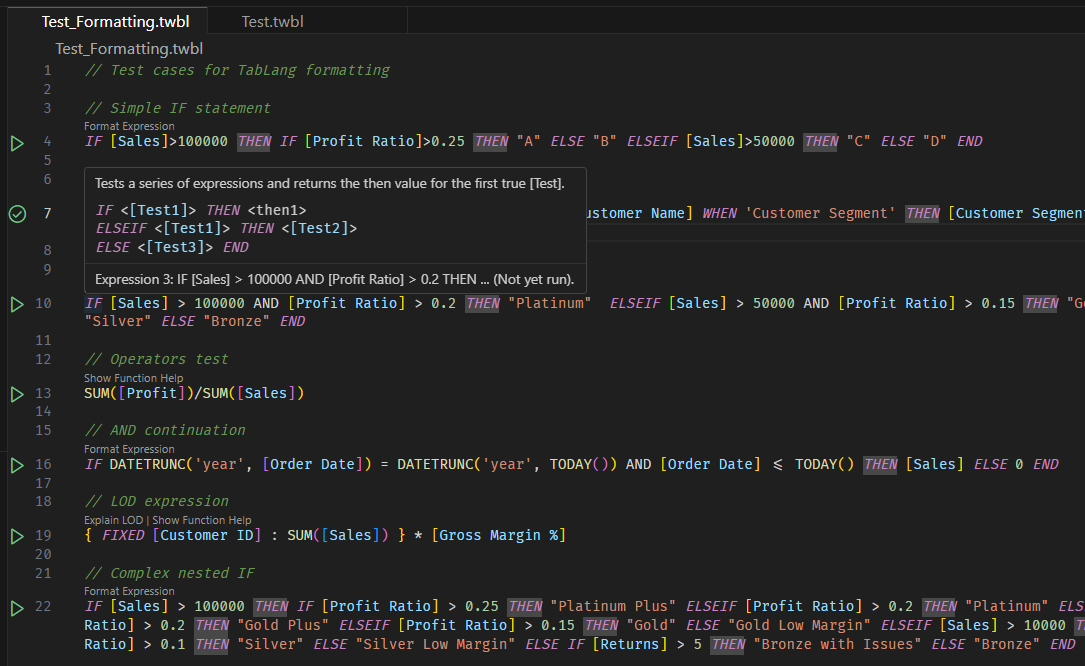 Test_Formatting.twbl Test.twbl
Test_Formatting.twbl
1 // Test cases for TabLang formatting
2
3 // Simple IF statement
Format Expression
4 IF [Sales]>100000 THEN IF [Profit Ratio]>0.25 THEN "A" ELSE "B" ELSEIF [Sales]>50000 THEN "C" ELSE "D" END
5
6
Tests a series of expressions and returns the then value for the first true [Test].
IF <[Test1]> THEN <then1>
7 ustomer Name] WHEN 'Customer Segment' THEN [Customer Segment
ELSEIF <[Test1]> THEN <[Test2]>
ELSE <[Test3]> END
8
9
Expression 3: IF [Sales] > 100000 AND [Profit Ratio] > 0.2 THEN ... (Not yet run).
10 IF [Sales] > 100000 AND [Profit Ratio] > 0.2 THEN "Platinum" ELSEIF [Sales] > 50000 AND [Profit Ratio] > 0.15 THEN "G
"Silver" ELSE "Bronze" END
11
12 // Operators test
Show Function Help
13 SUM([Profit])/SUM([Sales])
14
15 // AND continuation
Format Expression
16 IF DATETRUNC('year', [Order Date]) = DATETRUNC('year', TODAY()) AND [Order Date] <= TODAY() THEN [Sales] ELSE 0 END
17
18 // LOD expression
Explain LOD | Show Function Help
19 { FIXED [Customer ID] : SUM([Sales]) } * [Gross Margin %]
20
21 // Complex nested IF
Format Expression
22 IF [Sales] > 100000 THEN IF [Profit Ratio] > 0.25 THEN "Platinum Plus" ELSEIF [Profit Ratio] > 0.2 THEN "Platinum" ELS
Ratio] > 0.2 THEN "Gold Plus" ELSEIF [Profit Ratio] > 0.15 THEN "Gold" ELSE "Gold Low Margin" ELSEIF [Sales] > 10000 T
Ratio] > 0.1 THEN "Silver" ELSE "Silver Low Margin" ELSE IF [Returns] > 5 THEN "Bronze with Issues" ELSE "Bronze" END